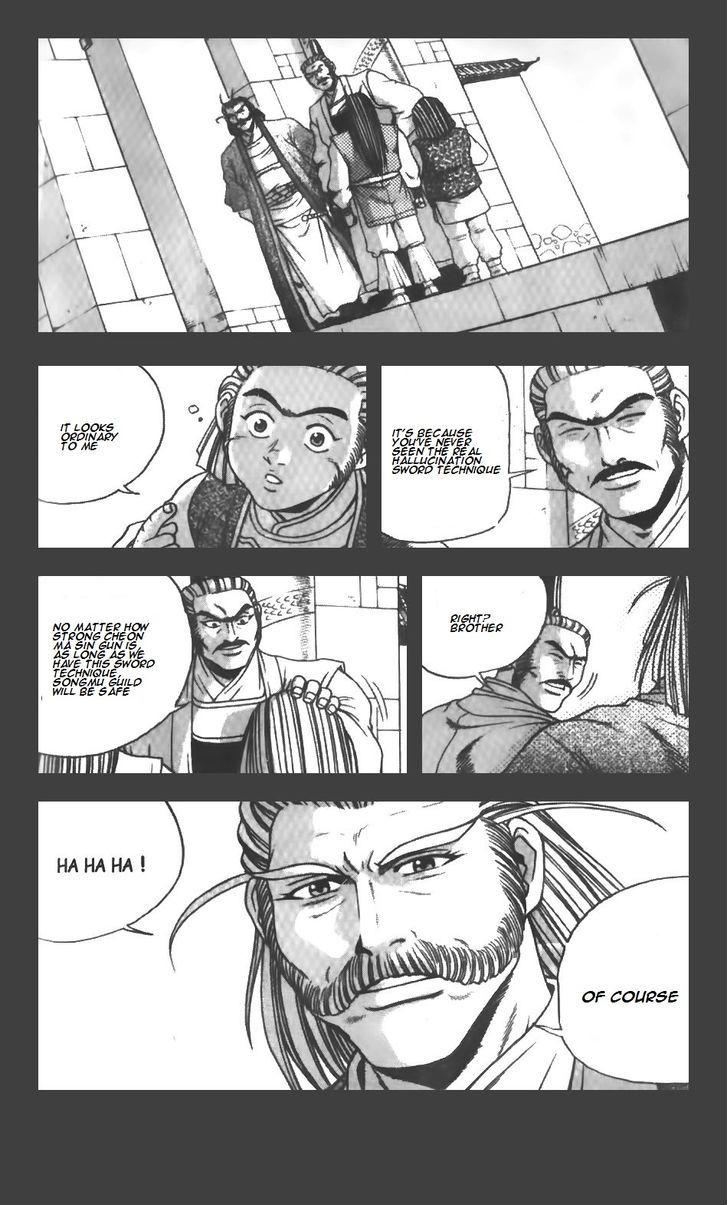 IT LOOKS
ORDINARY
TO ME
IT'S BECAUSE
YOU'VE NEVER
SEEN THE REAL
HALLUCINATION
SWORD TECHNIQUE
NO MATTER HOW
STRONG CHEON
MA SIN GUN IS,
AS LONG AS WE
HAVE THIS SWORD
TECHNIQUE,
SONGMU GUILD
WILL BE SAFE
RIGHT?
BROTHER
HA HA HA !
OF COURSE